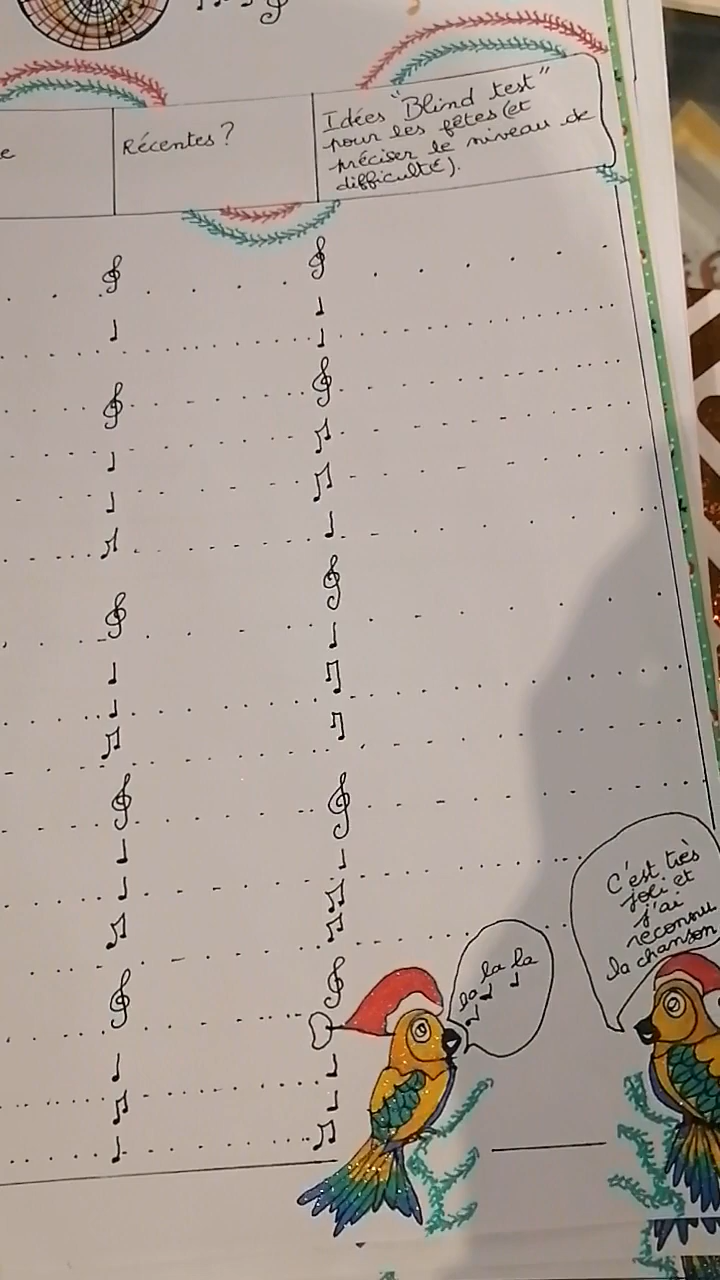 e
Récentes ?
Idées "Blind test"
pour les fêtes (et
préciser le niveau de
difficulté).
C'est très
joli et
j'ai
reconnu
la chanson
la la la